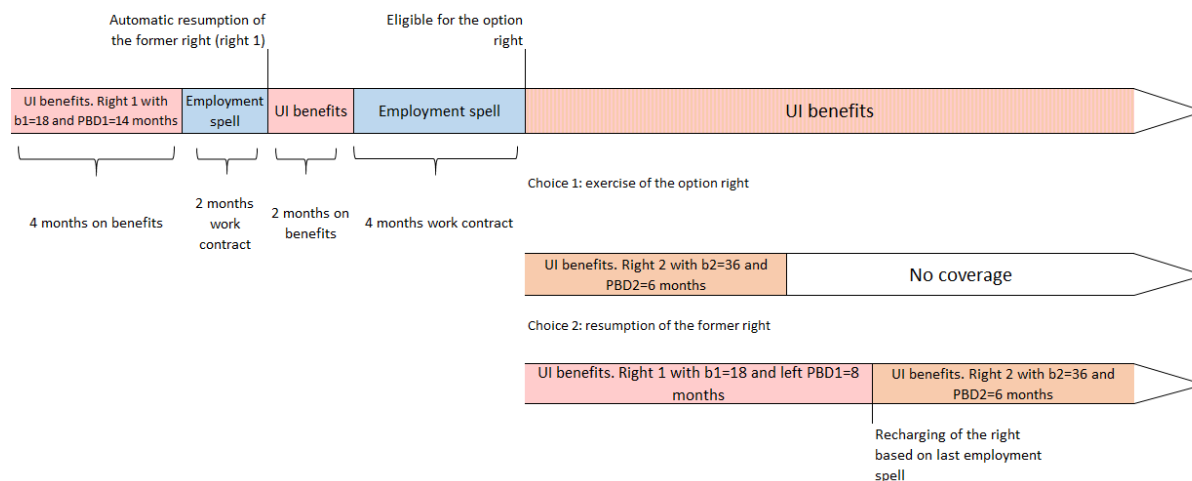 Automatic resumption of
the former right (right 1)
Eligible for the option
right
UI benefits. Right 1 with
b1=18 and PBD1=14 months
Employment
spell
UI benefits
Employment spell
UI benefits
4 months on benefits
2 months
work
contract
2 months on
benefits
4 months work contract
Choice 1: exercise of the option right
UI benefits. Right 2 with b2=36 and
PBD2=6 months
No coverage
Choice 2: resumption of the former right
UI benefits. Right 1 with b1=18 and left PBD1=8
months
UI benefits. Right 2 with b2=36 and
PBD2=6 months
Recharging of the right
based on last employment
spell